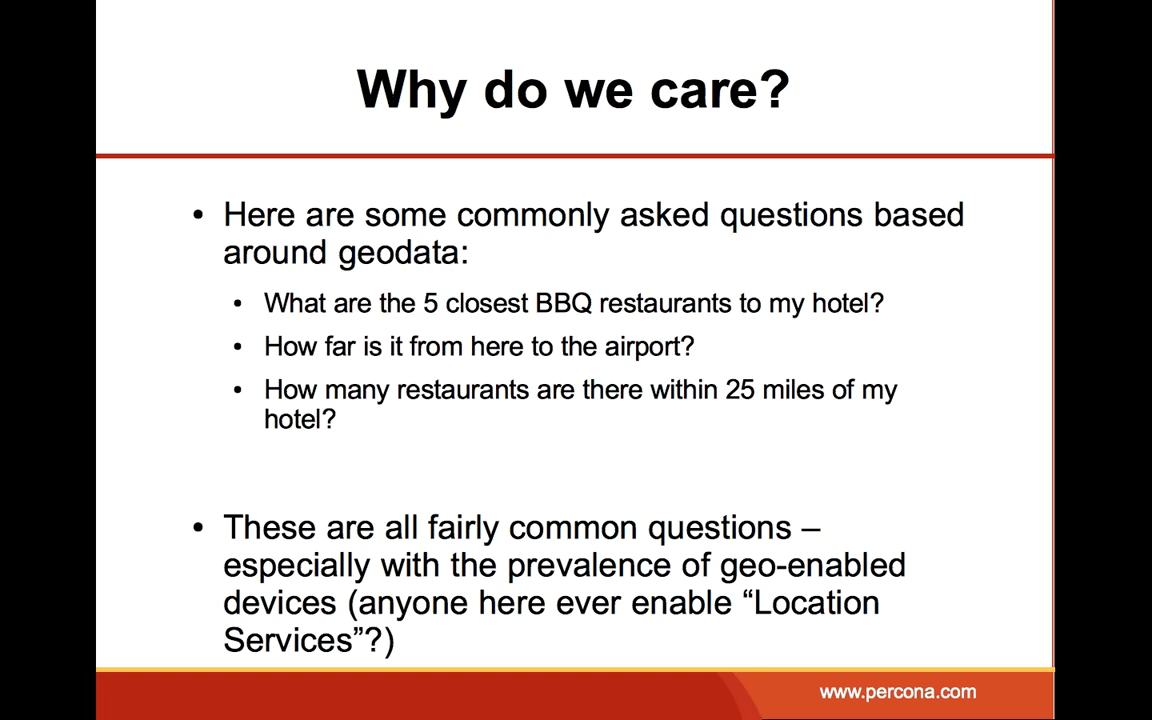 Why do we care?
• Here are some commonly asked questions based
around geodata:
• What are the 5 closest BBQ restaurants to my hotel?
• How far is it from here to the airport?
• How many restaurants are there within 25 miles of my
hotel?
• These are all fairly common questions –
especially with the prevalence of geo-enabled
devices (anyone here ever enable “Location
Services”?)
www.percona.com